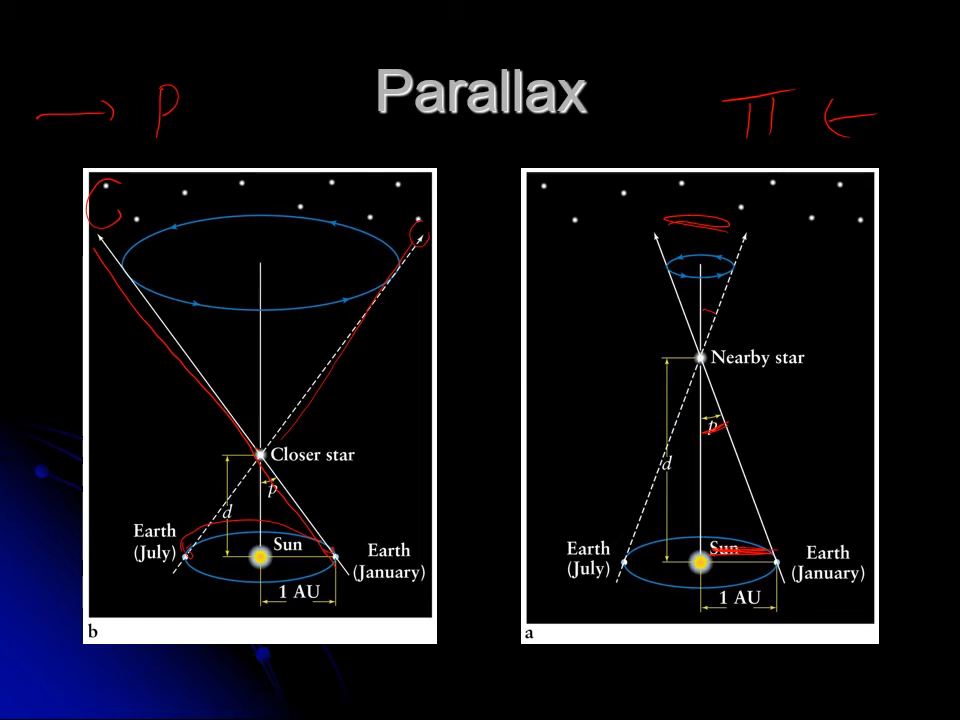 Parallax
→ P
π ←
Closer star
p
d
Earth
(July)
Sun
Earth
(January)
1 AU
b
Nearby star
p
d
Earth
(July)
Sun
Earth
(January)
1 AU
a